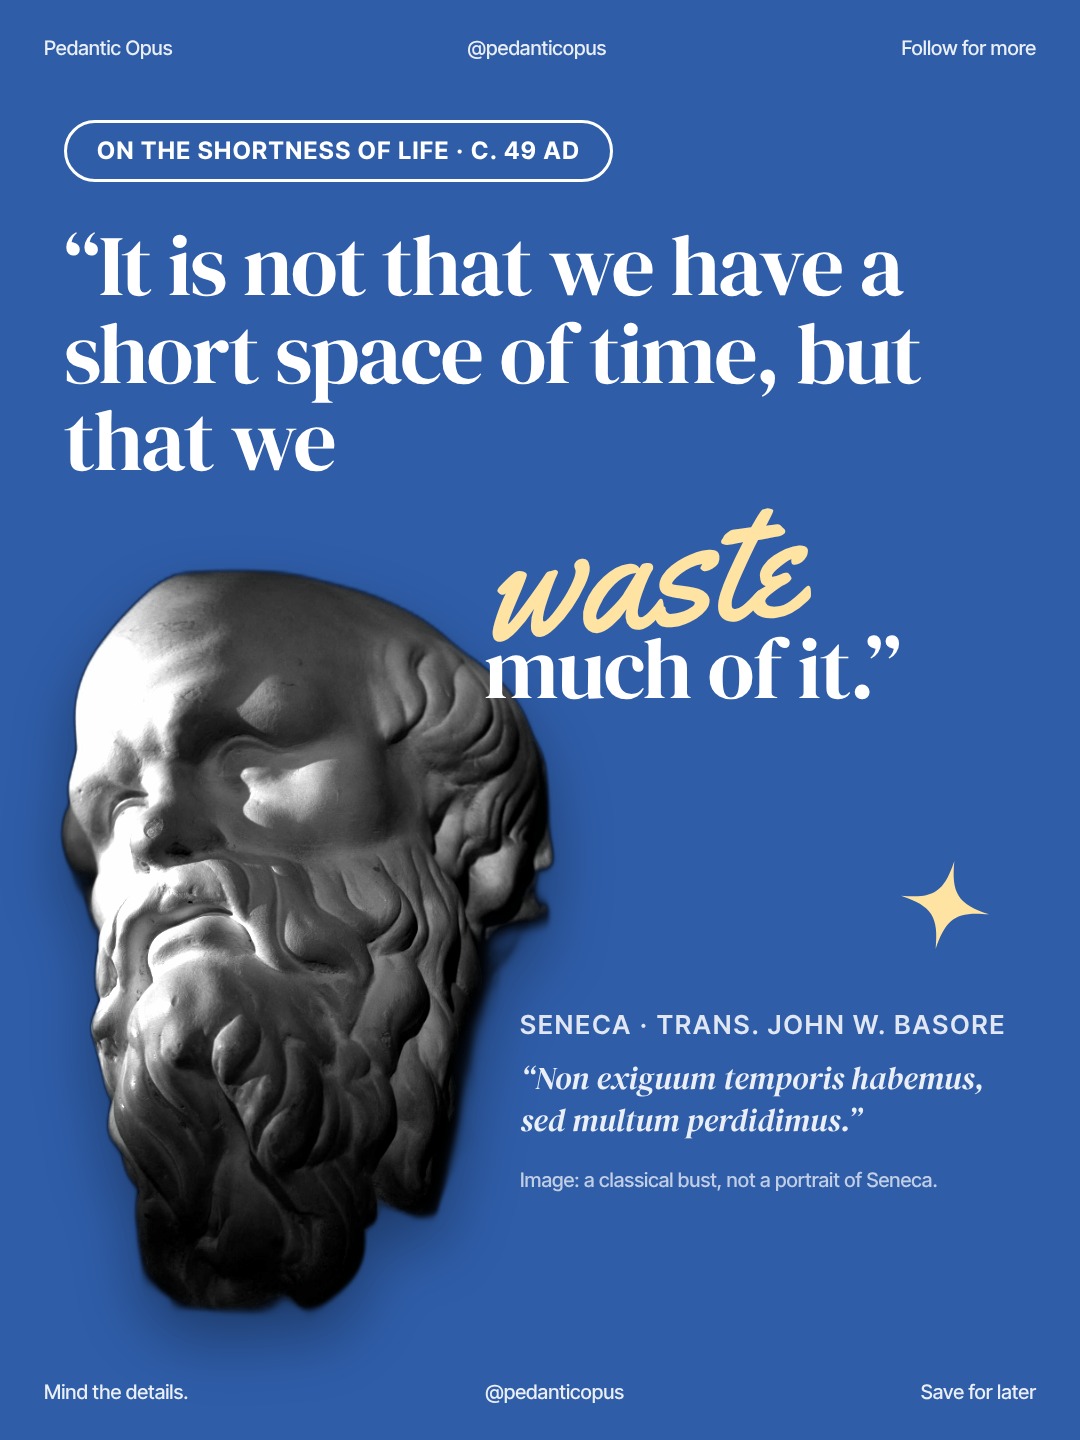 Pedantic Opus
@pedanticopus
Follow for more
ON THE SHORTNESS OF LIFE · C. 49 AD
“It is not that we have a
short space of time, but
that we
waste
much of it.”
SENECA · TRANS. JOHN W. BASORE
“Non exiguum temporis habemus,
sed multum perdidimus.”
Image: a classical bust, not a portrait of Seneca.
Mind the details.
@pedanticopus
Save for later